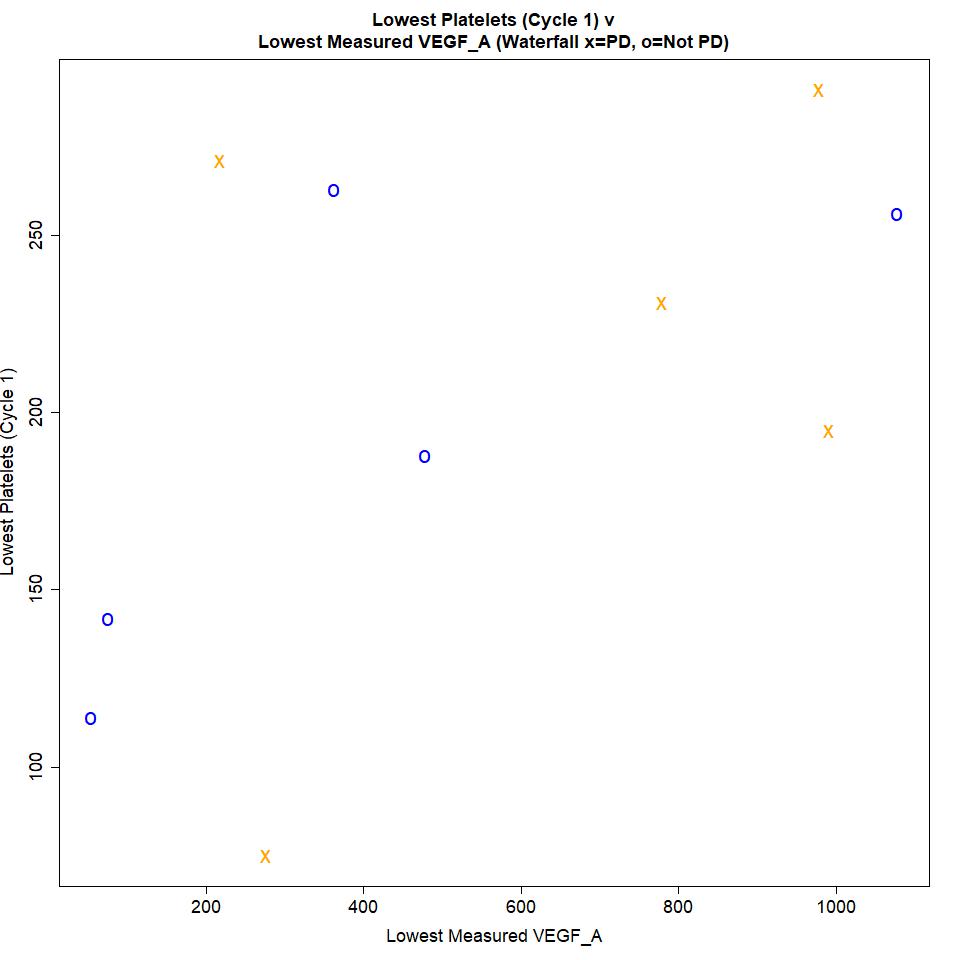 Lowest Platelets (Cycle 1) v
Lowest Measured VEGF_A (Waterfall x=PD, o=Not PD)
Lowest Platelets (Cycle 1)
250
200
150
100
x
x
o
o
x
x
o
o
o
x
200 400 600 800 1000
Lowest Measured VEGF_A